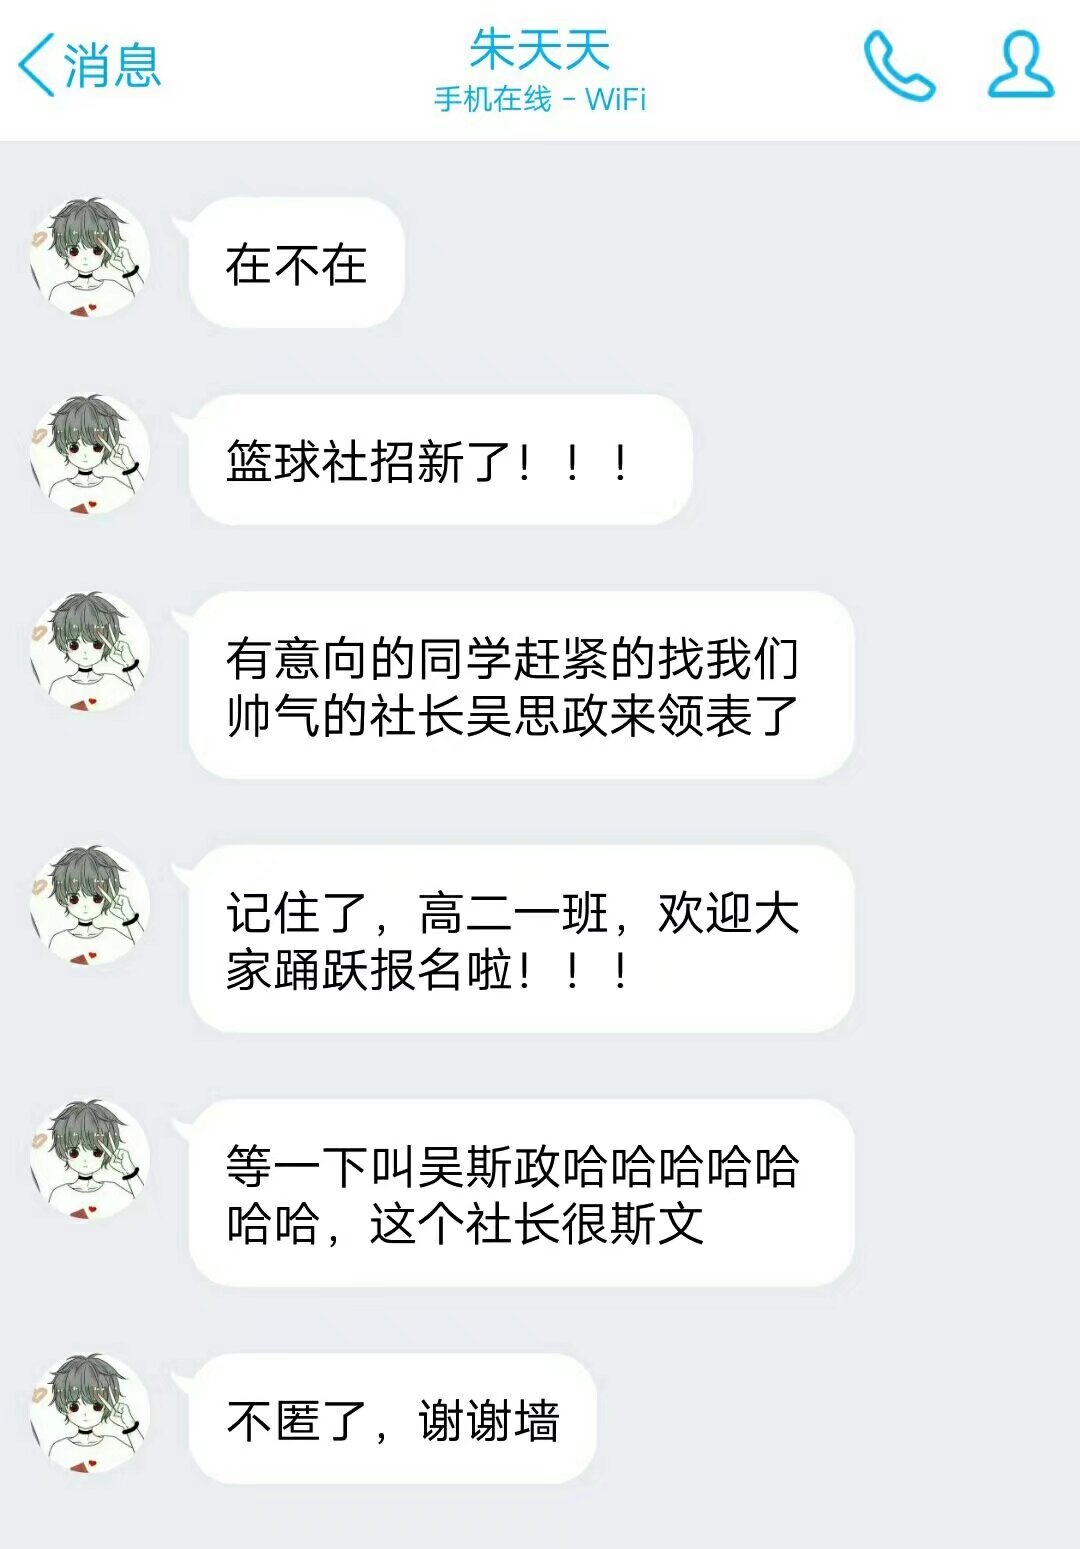 消息
朱天天
手机在线 - WiFi
在不在
篮球社招新了！！！
有意向的同学赶紧的找我们
帅气的社长吴思政来领表了
记住了，高二一班，欢迎大
家踊跃报名啦！！！
等一下叫吴斯政哈哈哈哈哈
哈哈，这个社长很斯文
不匿了，谢谢墙